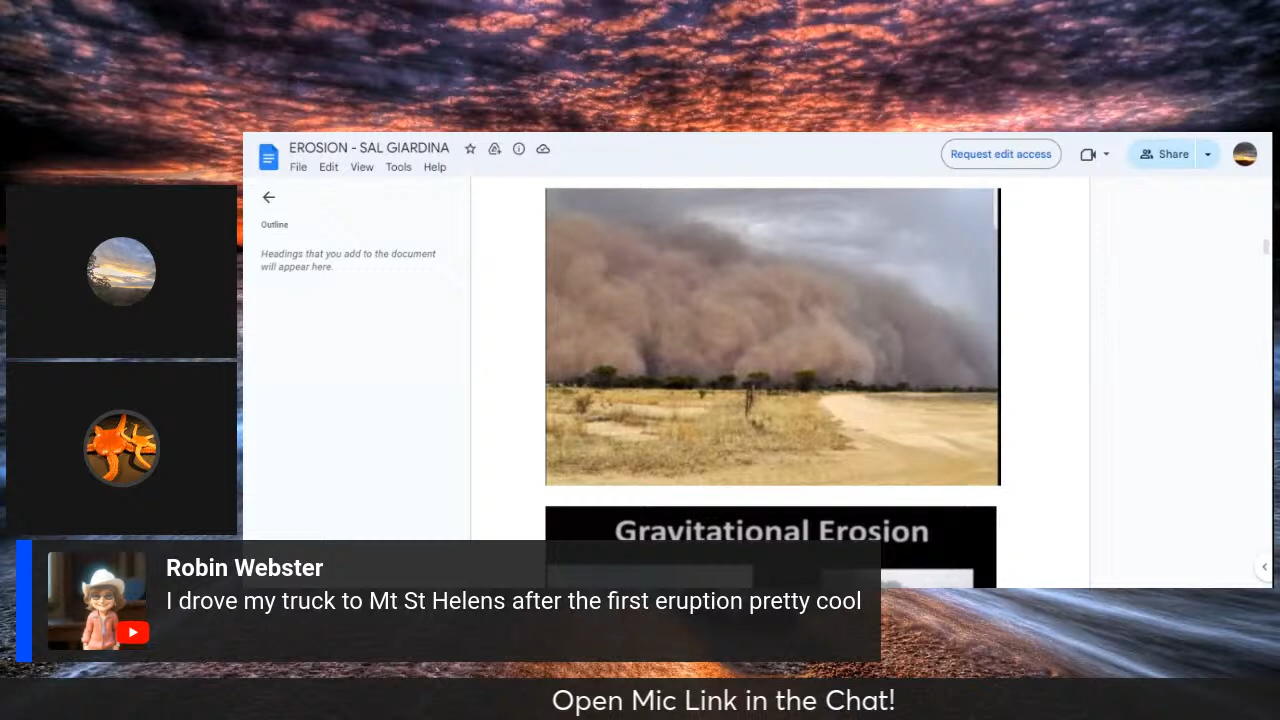 EROSION - SAL GIARDINA
File Edit View Tools Help
Request edit access
Share
Outline
Headings that you add to the document
will appear here.
Gravitational Erosion
Robin Webster
I drove my truck to Mt St Helens after the first eruption pretty cool
Open Mic Link in the Chat!